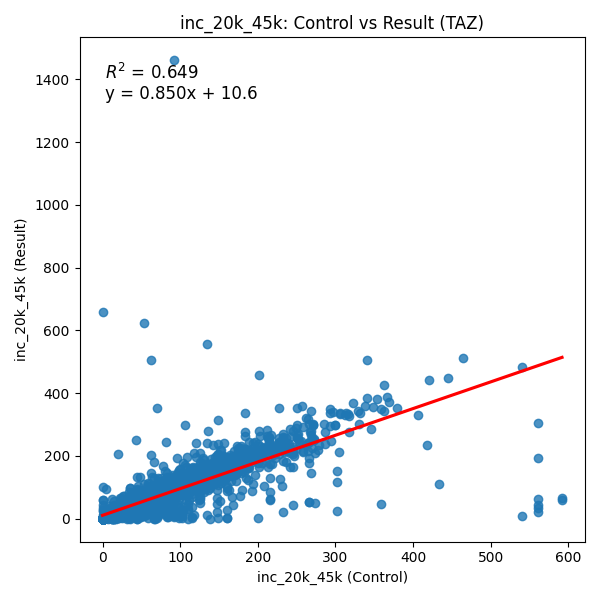 inc_20k_45k: Control vs Result (TAZ)
R² = 0.649
y = 0.850x + 10.6
1400
1200
1000
800
600
400
200
0
inc_20k_45k (Result)
0 100 200 300 400 500 600
inc_20k_45k (Control)